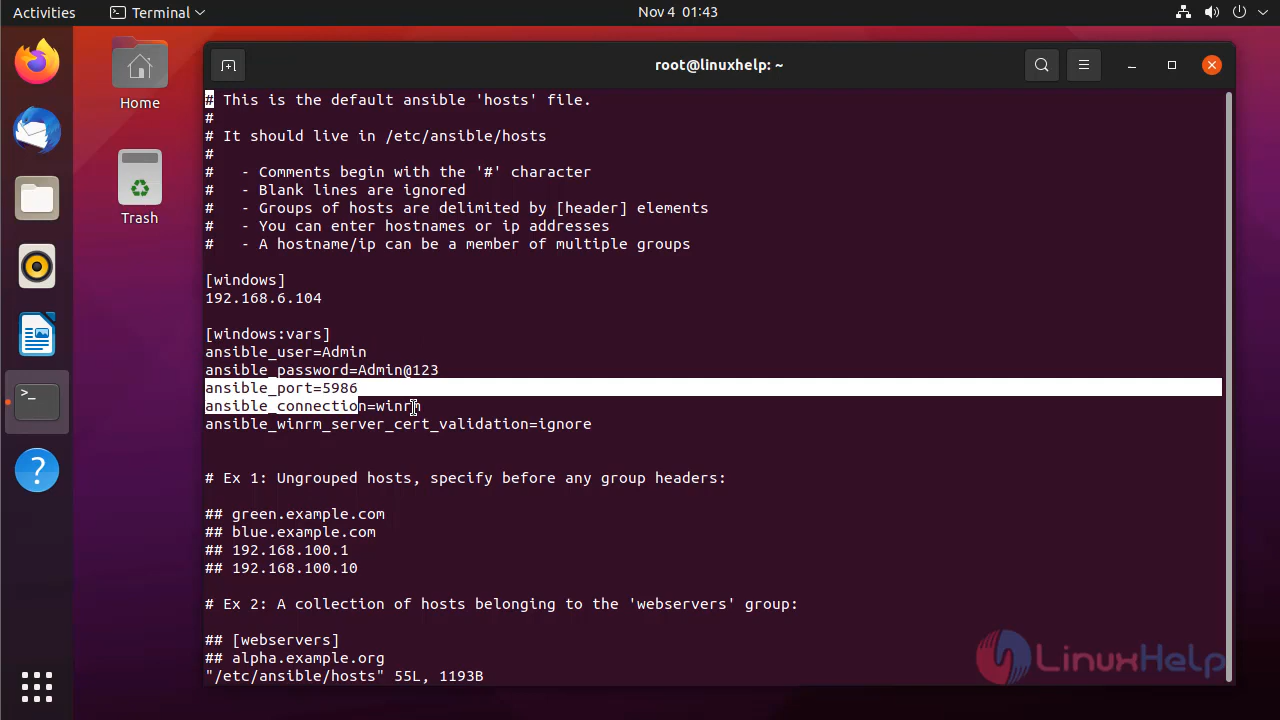 Activities
Terminal
Nov 4 01:43
Home
Trash
root@linuxhelp: ~
# This is the default ansible 'hosts' file.
#
# It should live in /etc/ansible/hosts
#
#   - Comments begin with the '#' character
#   - Blank lines are ignored
#   - Groups of hosts are delimited by [header] elements
#   - You can enter hostnames or ip addresses
#   - A hostname/ip can be a member of multiple groups
[windows]
192.168.6.104
[windows:vars]
ansible_user=Admin
ansible_password=Admin@123
ansible_port=5986
ansible_connection=winrm
ansible_winrm_server_cert_validation=ignore
# Ex 1: Ungrouped hosts, specify before any group headers:
## green.example.com
## blue.example.com
## 192.168.100.1
## 192.168.100.10
# Ex 2: A collection of hosts belonging to the 'webservers' group:
## [webservers]
## alpha.example.org
"/etc/ansible/hosts" 55L, 1193B
LinuxHelp